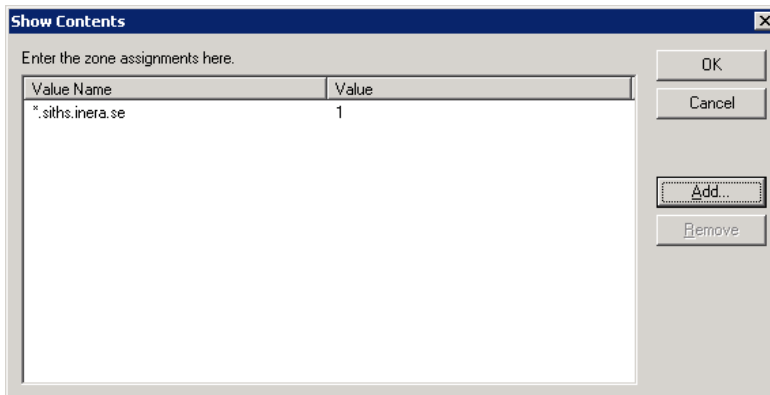 Show Contents
Enter the zone assignments here.
OK
Value Name Value
*.siths.inera.se 1
Cancel
Add...
Remove